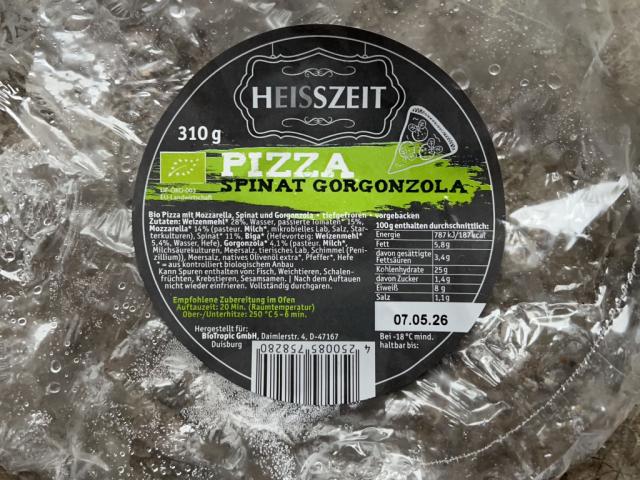 HEISSZEIT
310 g
PIZZA
SPINAT GORGONZOLA
EU-Landwirtschaft
Bio Pizza mit Mozzarella, Spinat und Gorgonzola • tiefgefroren • vorgebacken
Zutaten: Weizenmehl* 28%, Wasser, passierte Tomaten* 15%,
Mozzarella* 14% (pasteur. Milch*, mikrobielles Lab, Salz, Star-
terkulturen), Spinat* 11%, Biga* (Hefevorteig: Weizenmehl*
5,4%, Wasser, Hefe), Gorgonzola* 4,1% (pasteur. Milch*,
Milchsäurekulturen, Meersalz, tierisches Lab, Schimmel (Peni-
zillium)), Meersalz, natives Olivenöl extra*, Pfeffer*, Hefe
* = aus kontrolliert biologischem Anbau
Kann Spuren enthalten von: Fisch, Weichtieren, Schalen-
früchten, Krebstieren, Sesamsamen. | Nach dem Auftauen
nicht wieder einfrieren. Vollständig durchgaren.
Empfohlene Zubereitung im Ofen
Auftauzeit: 20 Min. (Raumtemperatur)
Ober-/Unterhitze: 250 °C 5-6 min.
Hergestellt für:
BioTropic GmbH, Daimlerstr. 4, D-47167
Duisburg
100g enthalten durchschnittlich:
Energie 787kJ/187kcal
Fett 5,8g
davon gesättigte
Fettsäuren 3,4g
Kohlenhydrate 25g
davon Zucker 1,4g
Eiweiß 8g
Salz 1,1g
07.05.26
Bei -18 °C mind.
haltbar bis:
4 250085 758280